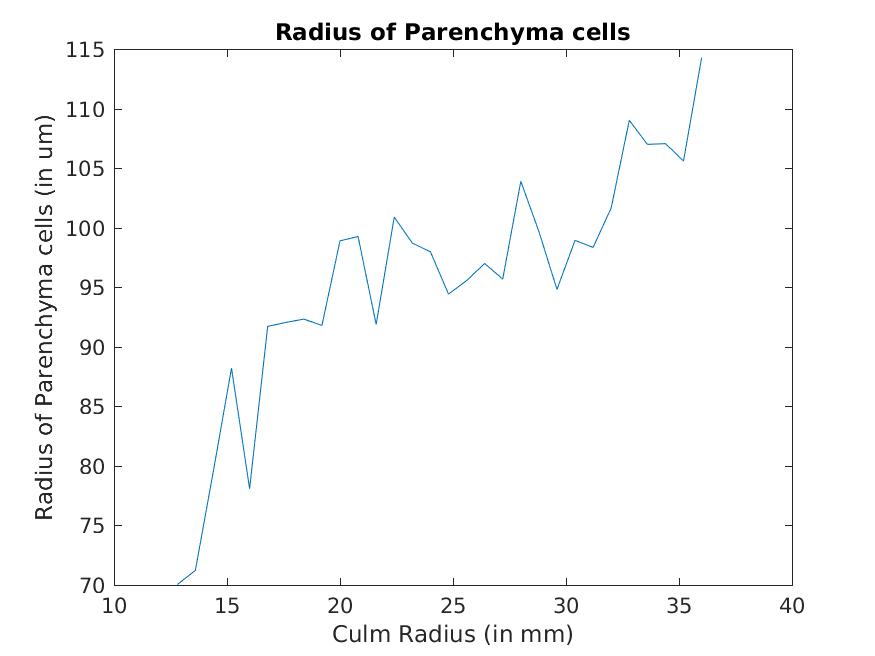 Radius of Parenchyma cells
115
110
105
100
95
90
85
80
75
70
Radius of Parenchyma cells (in um)
10 15 20 25 30 35 40
Culm Radius (in mm)